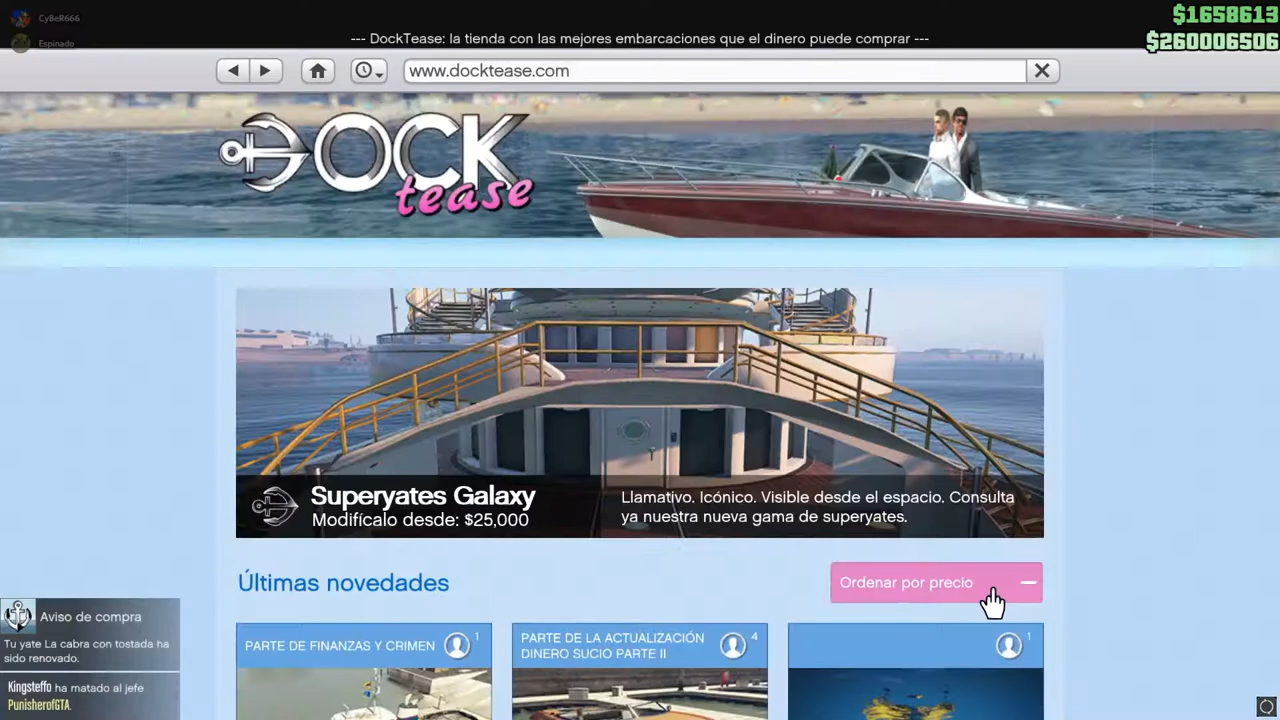 CyBeR666
Espinado
$1658613
$260006506
--- DockTease: la tienda con las mejores embarcaciones que el dinero puede comprar ---
www.docktease.com
DOCK
tease
Superyates Galaxy
Modifícalo desde: $25,000
Llamativo. Icónico. Visible desde el espacio. Consulta
ya nuestra nueva gama de superyates.
Últimas novedades
Ordenar por precio
PARTE DE FINANZAS Y CRIMEN
1
PARTE DE LA ACTUALIZACIÓN
DINERO SUCIO PARTE II
4
1
Aviso de compra
Tu yate La cabra con tostada ha
sido renovado.
Kingsteffo ha matado al jefe
PunisherofGTA.